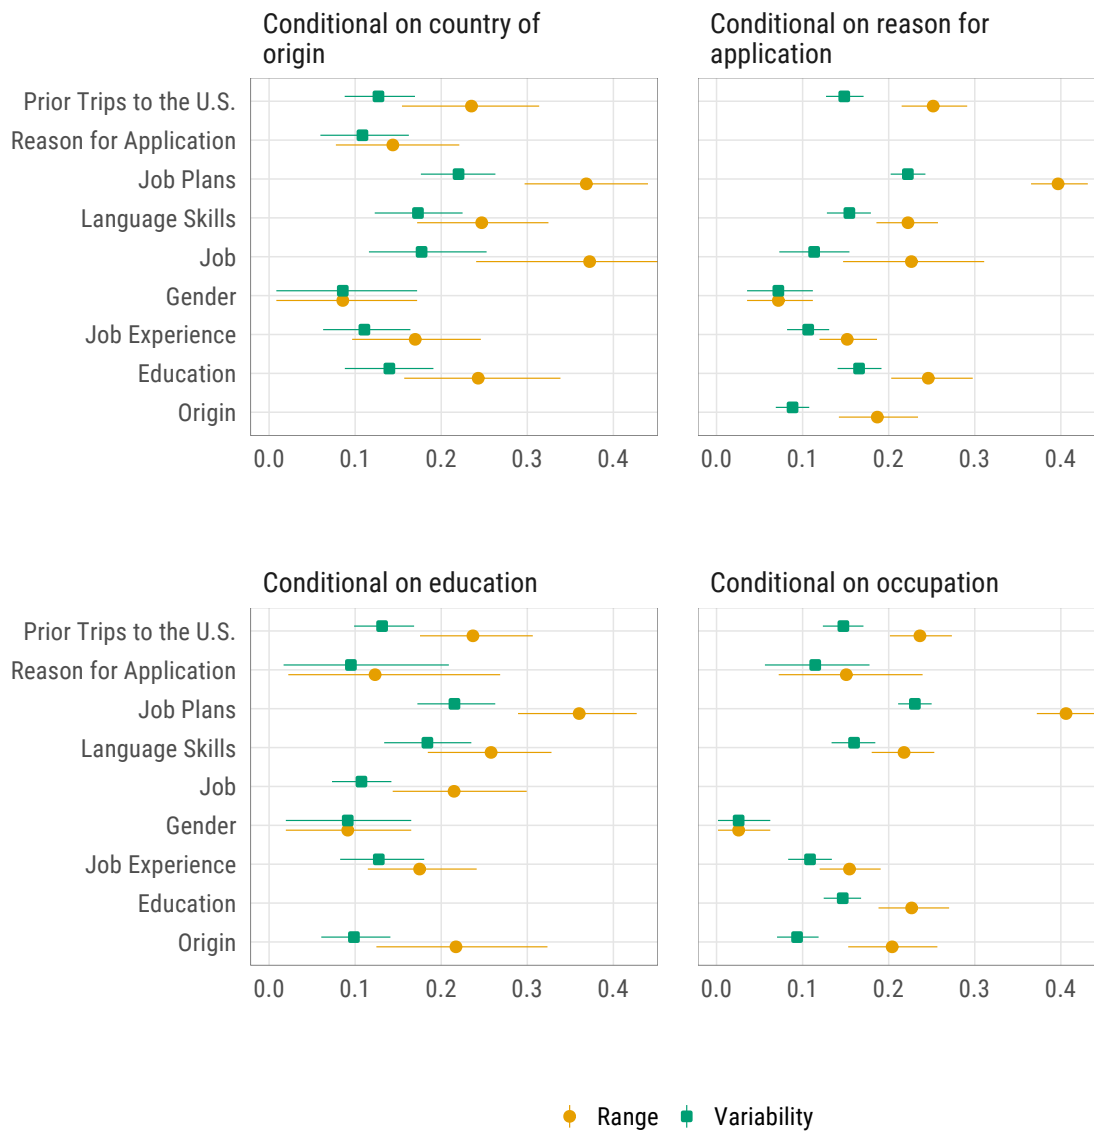 Conditional on country of
origin
Conditional on reason for
application
Prior Trips to the U.S.
Reason for Application
Job Plans
Language Skills
Job
Gender
Job Experience
Education
Origin
0.0 0.1 0.2 0.3 0.4
0.0 0.1 0.2 0.3 0.4
Conditional on education
Conditional on occupation
Prior Trips to the U.S.
Reason for Application
Job Plans
Language Skills
Job
Gender
Job Experience
Education
Origin
0.0 0.1 0.2 0.3 0.4
0.0 0.1 0.2 0.3 0.4
Range Variability